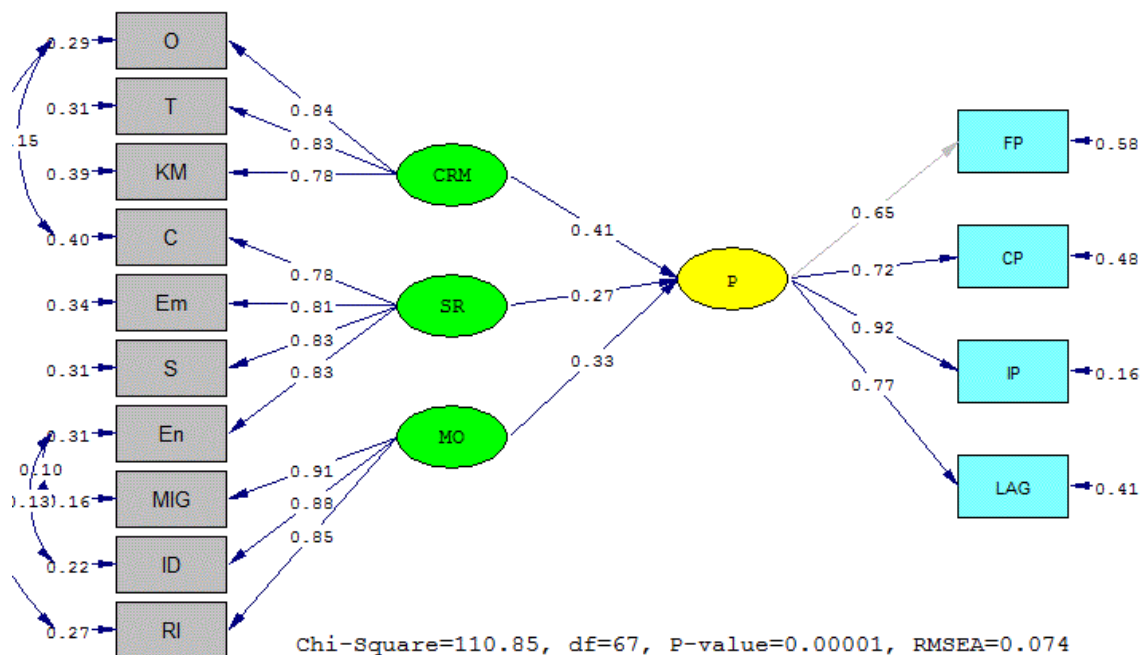 0.29 O
0.84
0.31 T
0.83
.15
0.39 KM
0.78
CRM
0.40 C
0.78
0.41
0.34 Em
0.81
SR
0.27
0.31 S
0.83
0.31 En
0.83
MO
0.33
0.10
0.13
0.16 MIG
0.91
0.22 ID
0.88
0.27 RI
0.85
P
0.65
FP 0.58
0.72
CP 0.48
0.92
IP 0.16
0.77
LAG 0.41
Chi-Square=110.85, df=67, P-value=0.00001, RMSEA=0.074